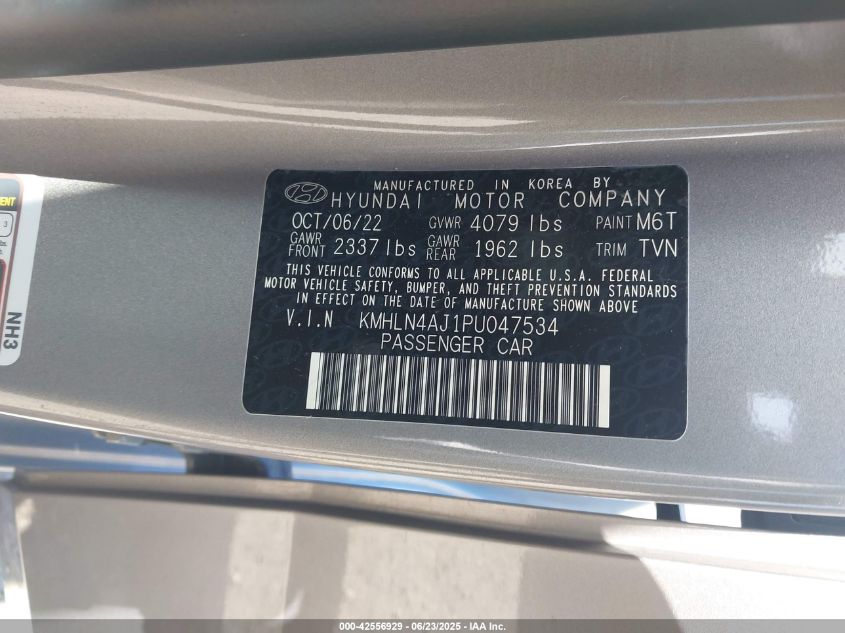 MANUFACTURED IN KOREA BY
HYUNDAI MOTOR COMPANY
OCT/06/22 GVWR 4079 lbs PAINT M6T
GAWR FRONT 2337 lbs GAWR REAR 1962 lbs TRIM TVN
THIS VEHICLE CONFORMS TO ALL APPLICABLE U.S.A. FEDERAL
MOTOR VEHICLE SAFETY, BUMPER, AND THEFT PREVENTION STANDARDS
IN EFFECT ON THE DATE OF MANUFACTURE SHOWN ABOVE
V.I.N KMHLN4AJ1PU047534
PASSENGER CAR
3
NH3
000-42556929 - 06/23/2025 - IAA Inc.